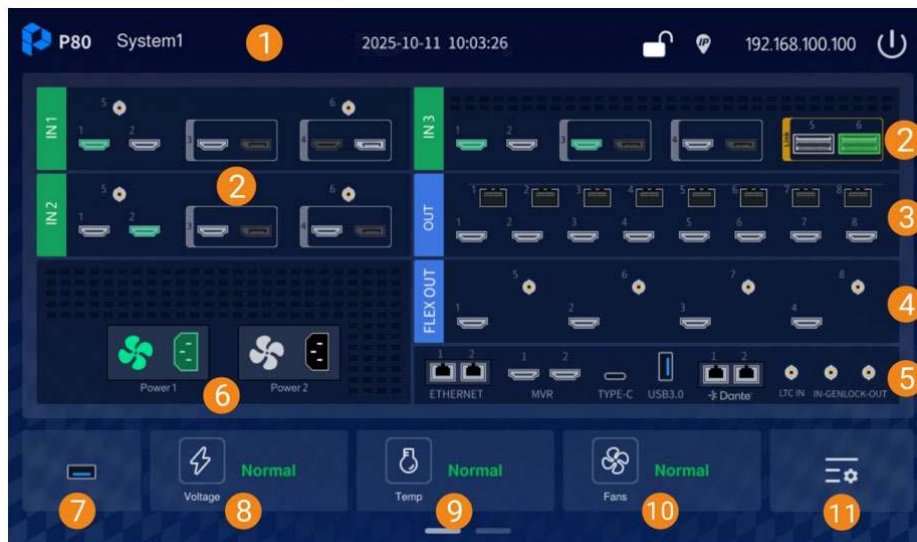 P80 System1 1 2025-10-11 10:03:26 IP 192.168.100.100
IN 1
5 6
1 2 3 4
2
IN 2
5 6
1 2 3 4
Power 1 Power 2
6
IN 3
1 2 3 4 Link 5 6
2
OUT
1 2 3 4 5 6 7 8
1 2 3 4 5 6 7 8
3
FLEX OUT
5 6 7 8
1 2 3 4
4
1 2 1 2 1 2
ETHERNET MVR TYPE-C USB3.0 Dante LTC IN IN-GENLOCK-OUT
5
7
Normal
Voltage
8
Normal
Temp
9
Normal
Fans
10
11